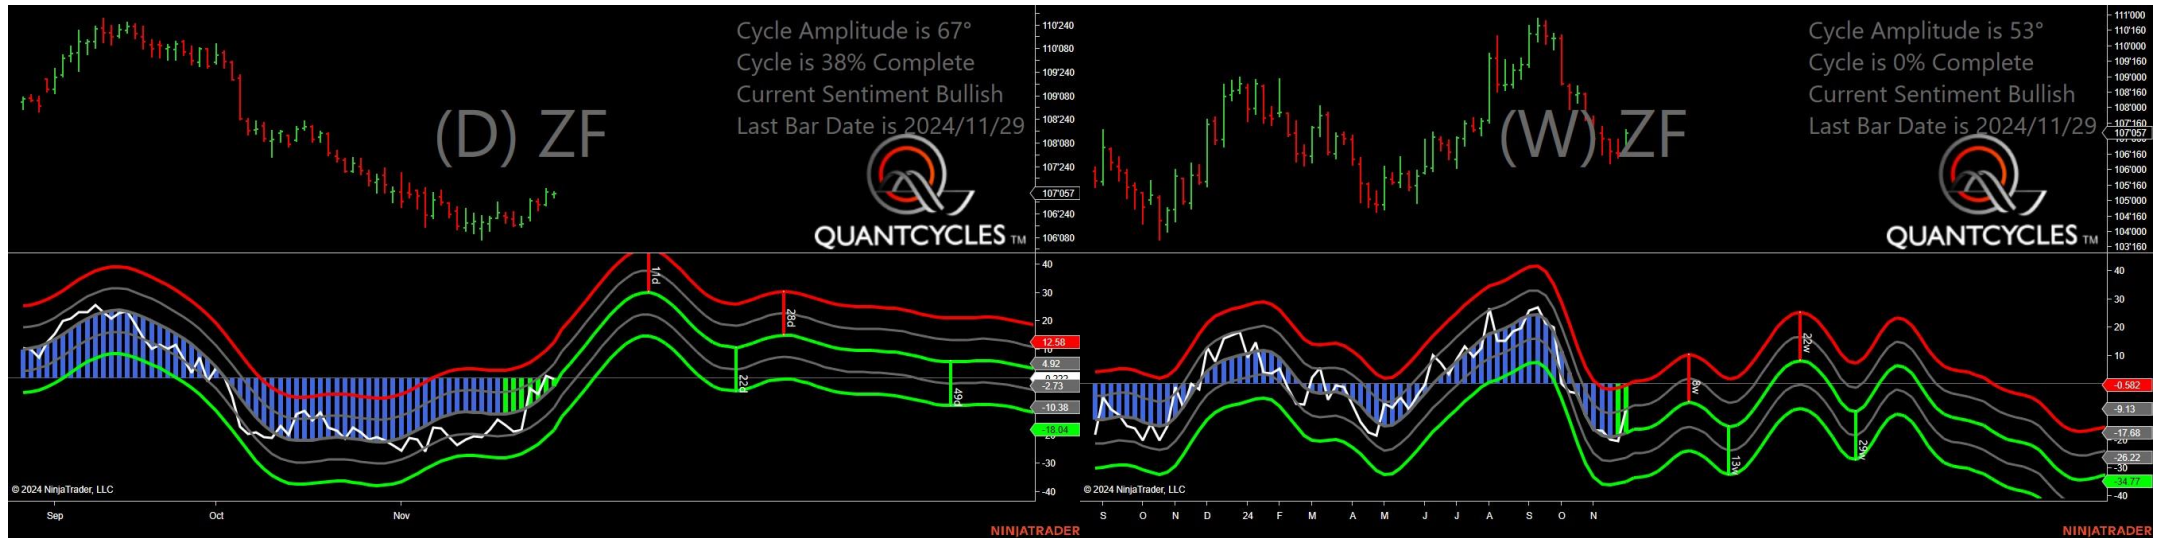 Cycle Amplitude is 67°
Cycle is 38% Complete
Current Sentiment Bullish
Last Bar Date is 2024/11/29
(D) ZF
QUANTCYCLES TM
110'240
110'080
109'240
109'080
108'240
108'080
107'240
107'057
106'240
106'080
11d
28d
22d
49d
40
30
20
12.58
10
4.92
-2.73
-10.38
-18.04
-30
-40
© 2024 NinjaTrader, LLC
Sep Oct Nov
NINJATRADER
Cycle Amplitude is 53°
Cycle is 0% Complete
Current Sentiment Bullish
Last Bar Date is 2024/11/29
(W) ZF
QUANTCYCLES TM
111'000
110'160
110'000
109'160
109'000
108'160
108'000
107'160
107'057
106'160
106'000
105'160
105'000
104'160
104'000
103'160
8w
22w
13w
29w
40
30
20
10
-0.582
-9.13
-17.68
-20
-26.22
-30
-34.77
-40
© 2024 NinjaTrader, LLC
S O N D 24 F M A M J J A S O N
NINJATRADER